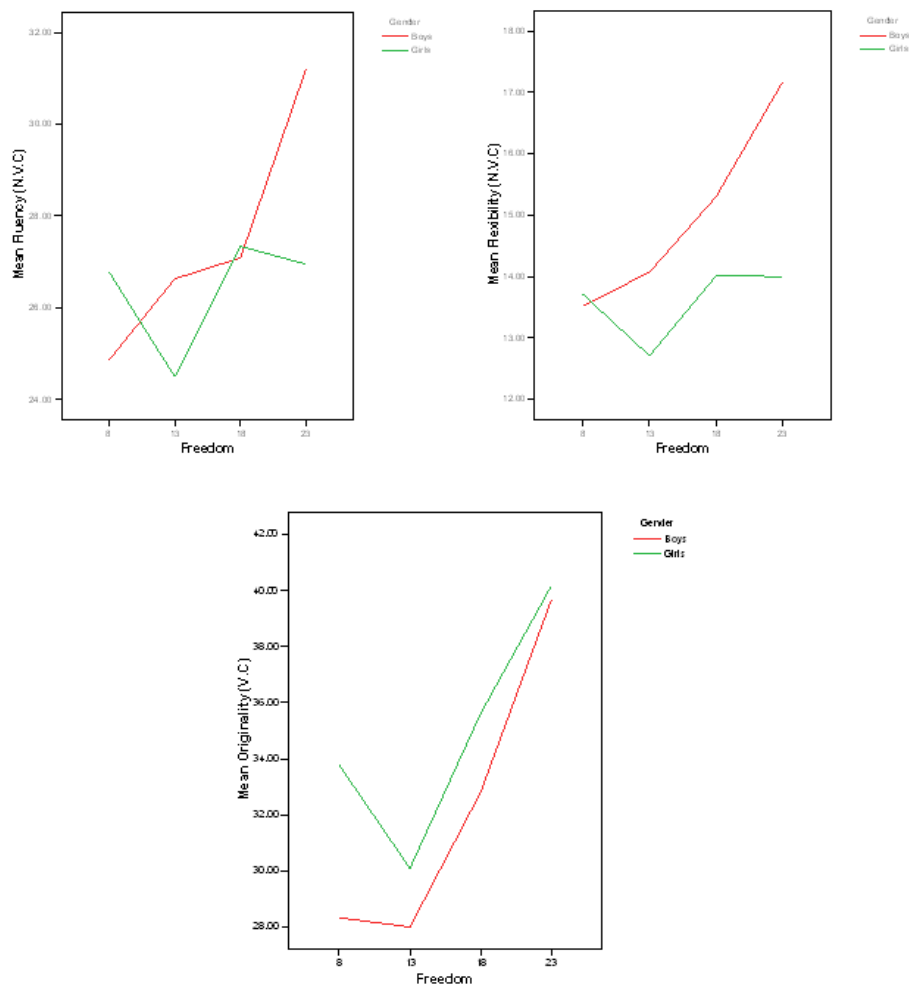 Gender
Boys
Girls
Mean Fluency (N.V.C)
32.00
30.00
28.00
26.00
24.00
8
13
18
23
Freedom
Gender
Boys
Girls
Mean Flexibility (N.V.C)
18.00
17.00
16.00
15.00
14.00
13.00
12.00
8
13
18
23
Freedom
Gender
Boys
Girls
Mean Originality (V.C)
42.00
40.00
38.00
36.00
34.00
32.00
30.00
28.00
8
13
18
23
Freedom